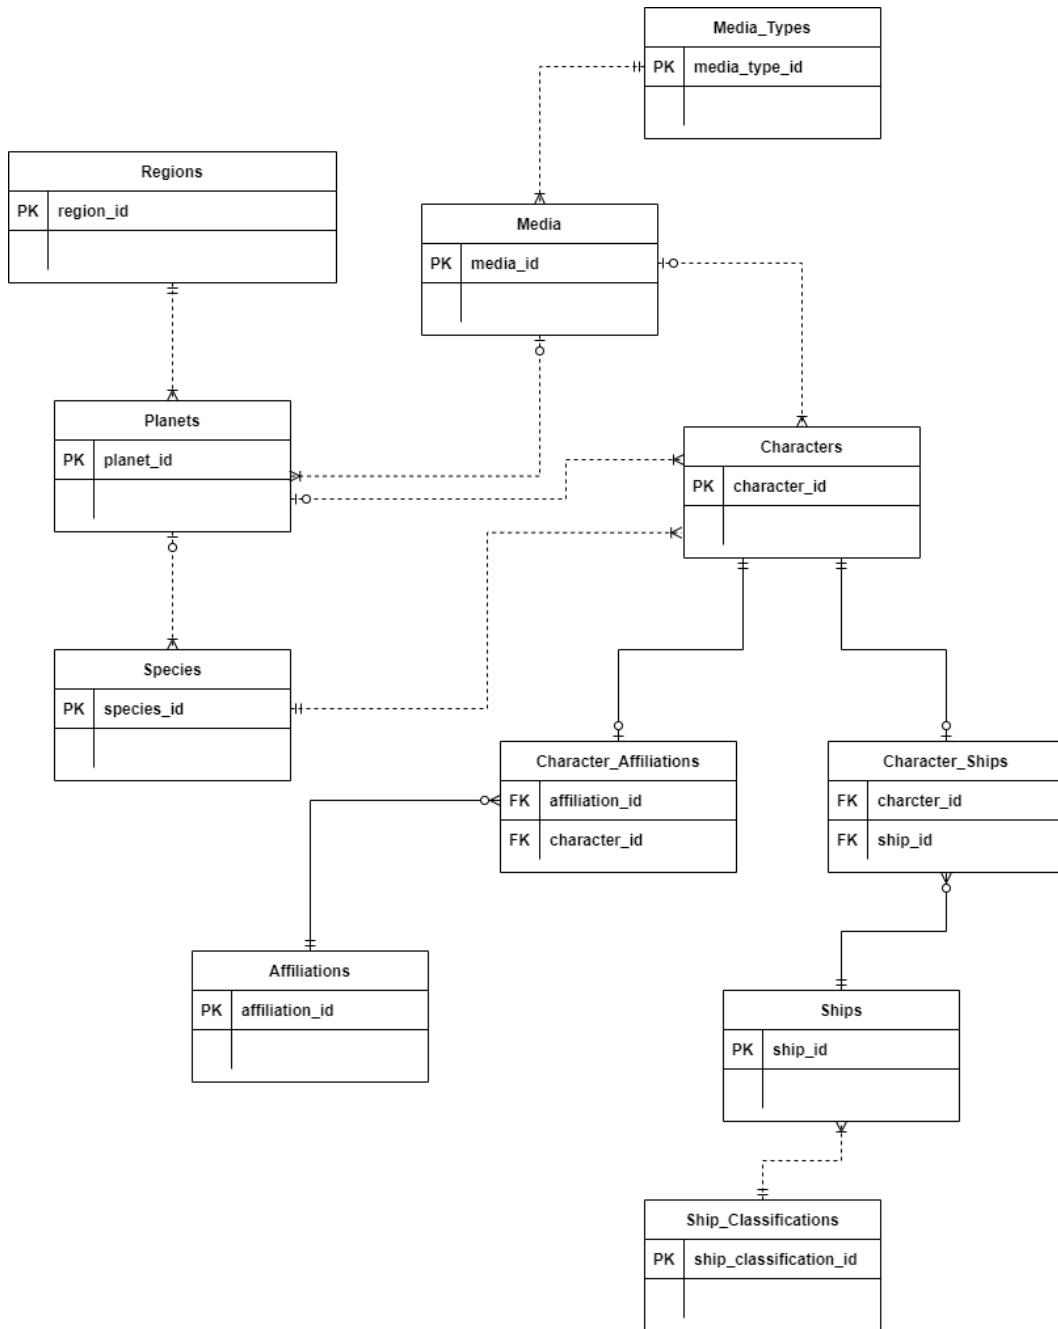 Media_Types
PK media_type_id
Regions
PK region_id
Media
PK media_id
Planets
PK planet_id
Characters
PK character_id
Species
PK species_id
Character_Affiliations
FK affiliation_id
FK character_id
Character_Ships
FK charcter_id
FK ship_id
Affiliations
PK affiliation_id
Ships
PK ship_id
Ship_Classifications
PK ship_classification_id